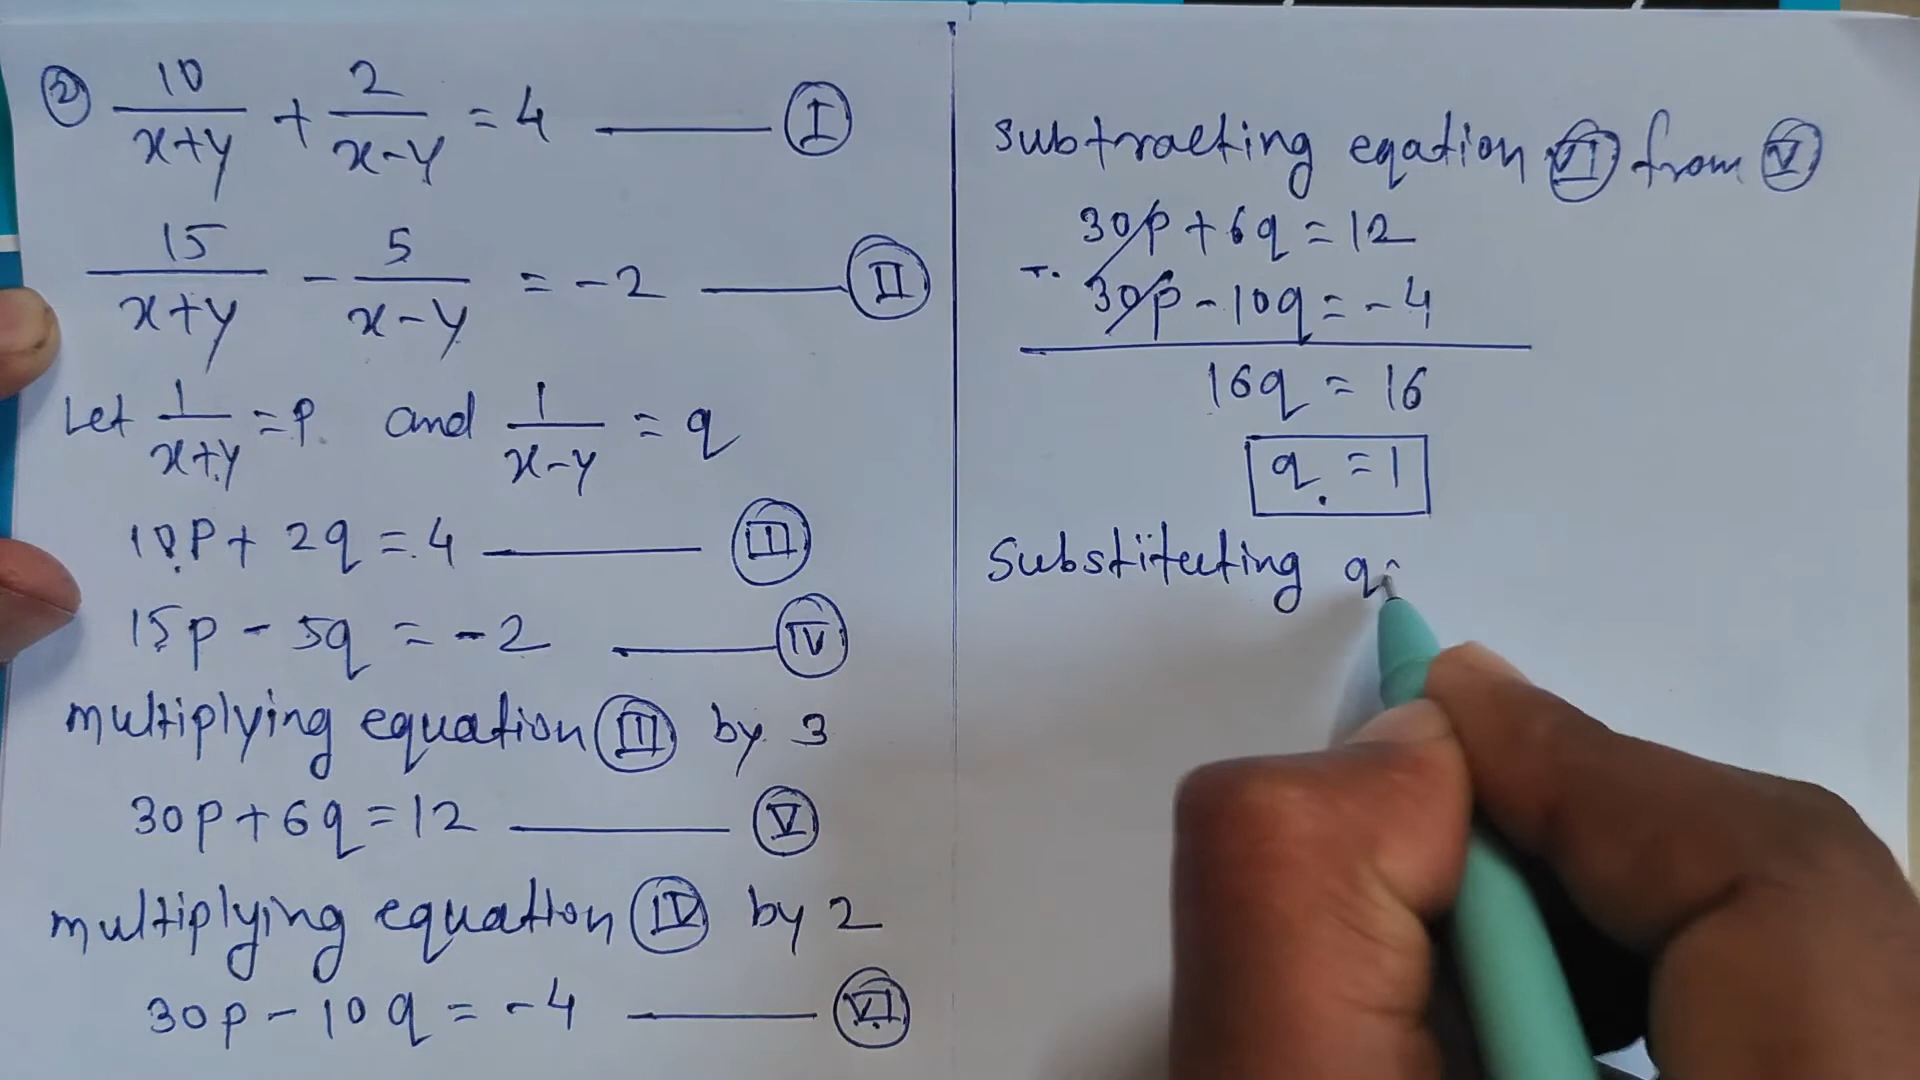 ② 10/(x+y) + 2/(x-y) = 4 —— Ⓘ
15/(x+y) - 5/(x-y) = -2 —— Ⅱ
Let 1/(x+y) = P. and 1/(x-y) = q
10P + 2q = 4 —— Ⅲ
15p - 5q = -2 —— Ⅳ
multiplying equation Ⅲ by 3
30p + 6q = 12 —— Ⅴ
multiplying equation Ⅳ by 2
30p - 10q = -4 —— Ⅵ
subtracting eqation Ⅵ from Ⅴ
30p + 6q = 12
30p - 10q = -4
16q = 16
q = 1
Substituting q